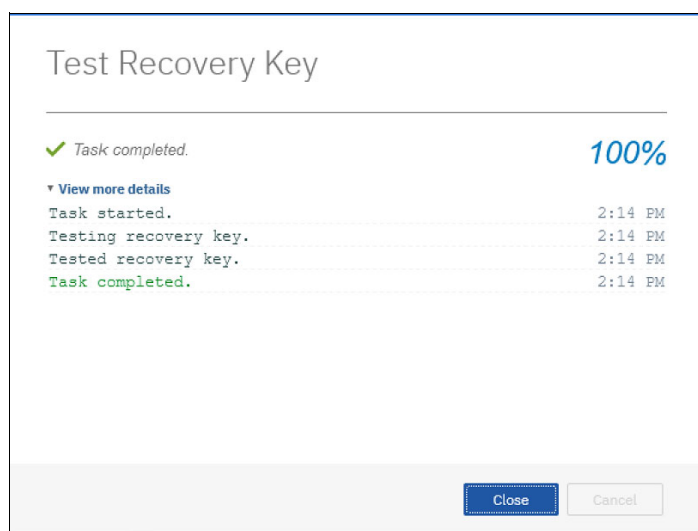 Test Recovery Key
Task completed. 100%
View more details
Task started. 2:14 PM
Testing recovery key. 2:14 PM
Tested recovery key. 2:14 PM
Task completed. 2:14 PM
Close Cancel